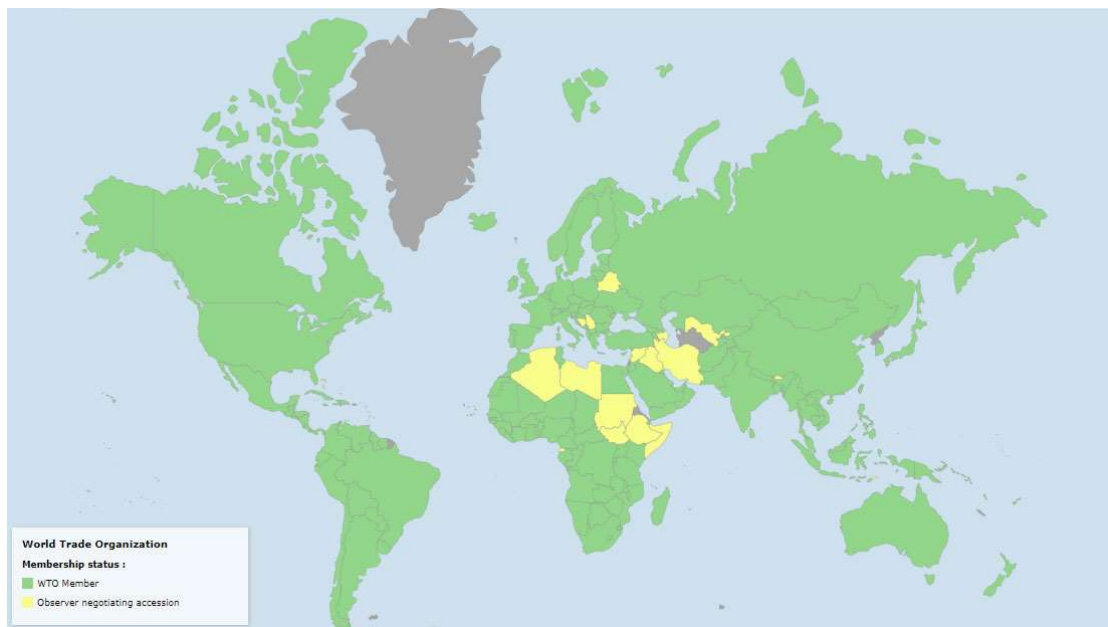 World Trade Organization
Membership status :
WTO Member
Observer negotiating accession